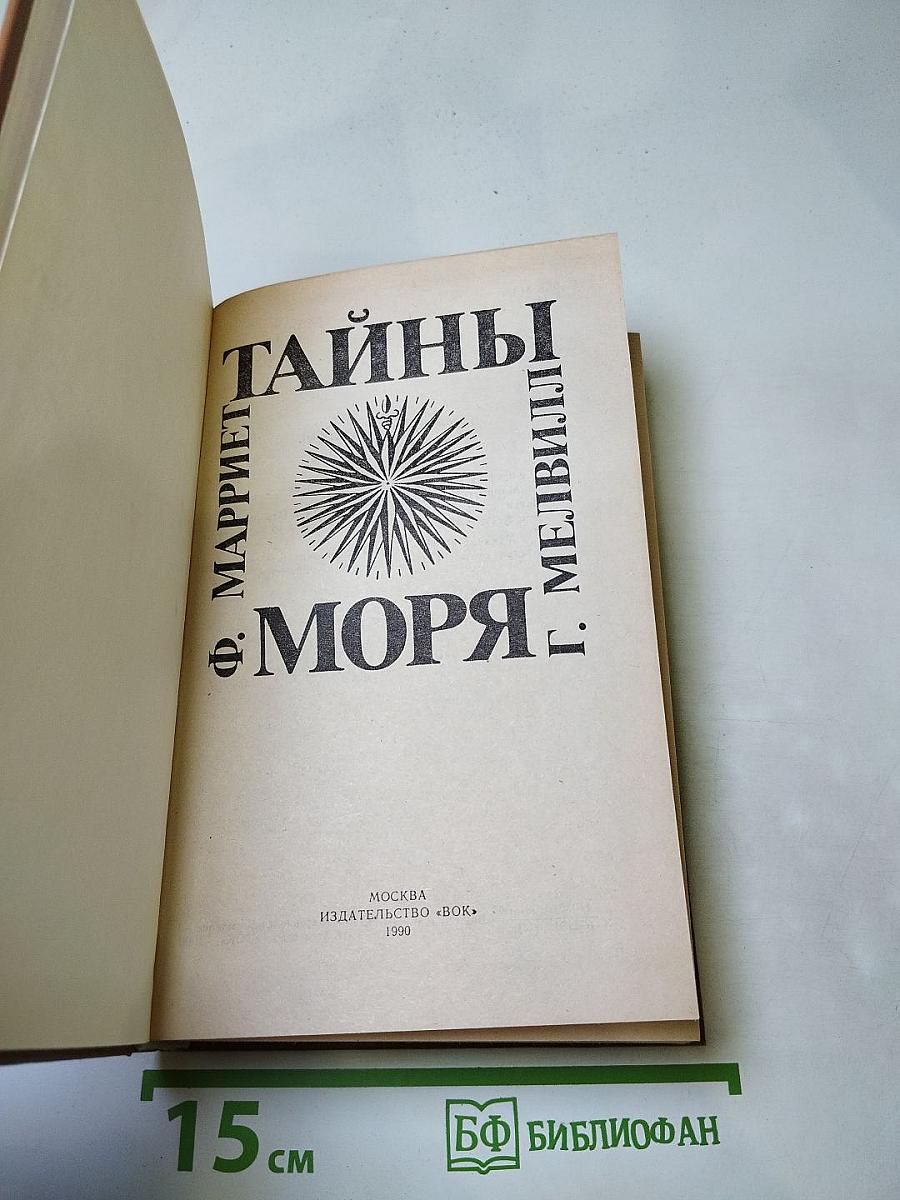 ТАЙНЫ
Ф. МАРРИЕТ
Г. МЕЛВИЛЛ
МОРЯ
МОСКВА
ИЗДАТЕЛЬСТВО «ВОК»
1990
15 см
БФ БИБЛИОФАН